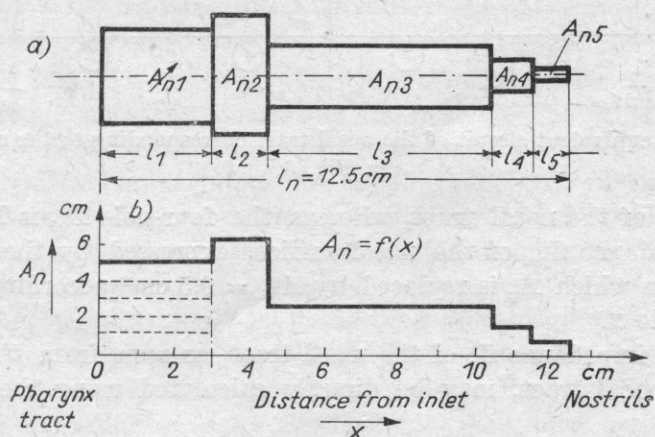 a)
An1
An2
An3
An4
An5
l1 l2 l3 l4 l5
ln=12.5cm
cm b)
An
An=f(x)
6
4
2
0 2 4 6 8 10 12 cm
Pharynx tract
Distance from inlet
x
Nostrils